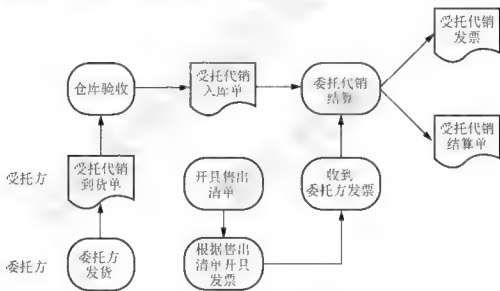 受托代销
发票
仓库验收
受托代销
入库单
委托代销
结算
受托代销
结算单
受托方
受托代销
到货单
开具售出
清单
收到
委托方发票
委托方
委托方
发货
根据售出
清单开具
发票